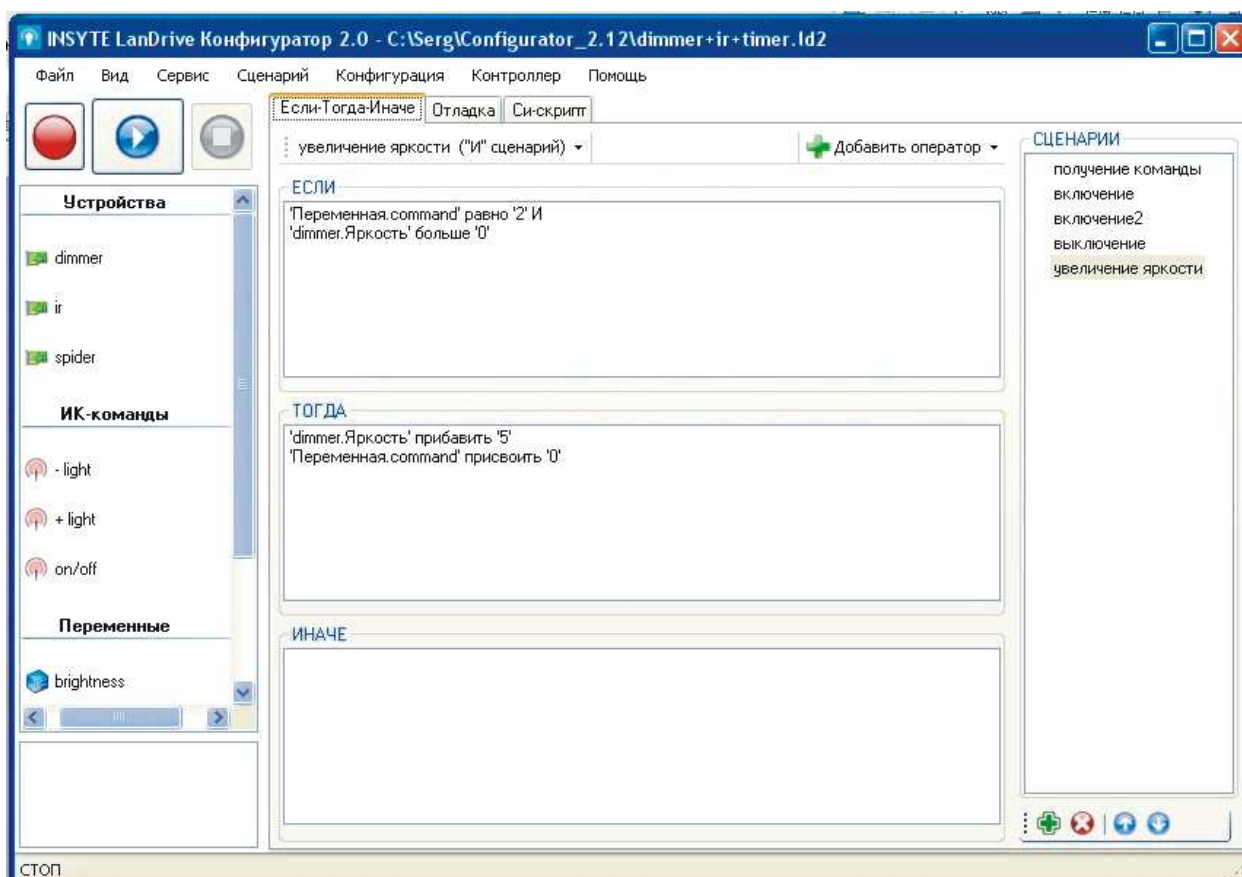 INSYTE LanDrive Конфигуратор 2.0 - C:\Serg\Configurator_2.12\dimmer+ir+timer.ld2
Файл Вид Сервис Сценарий Конфигурация Контроллер Помощь
Если-Тогда-Иначе Отладка Си-скрипт
увеличение яркости ("И" сценарий) Добавить оператор
Устройства
dimmer
ir
spider
ИК-команды
- light
+ light
on/off
Переменные
brightness
ЕСЛИ
'Переменная.command' равно '2' И
'dimmer.Яркость' больше '0'
ТОГДА
'dimmer.Яркость' прибавить '5'
'Переменная.command' присвоить '0'
ИНАЧЕ
СЦЕНАРИИ
получение команды
включение
включение2
выключение
увеличение яркости
СТОП